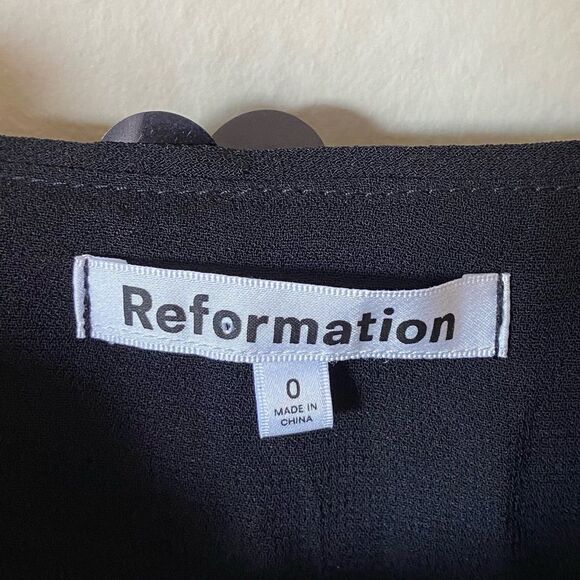 Reformation
0
MADE IN
CHINA